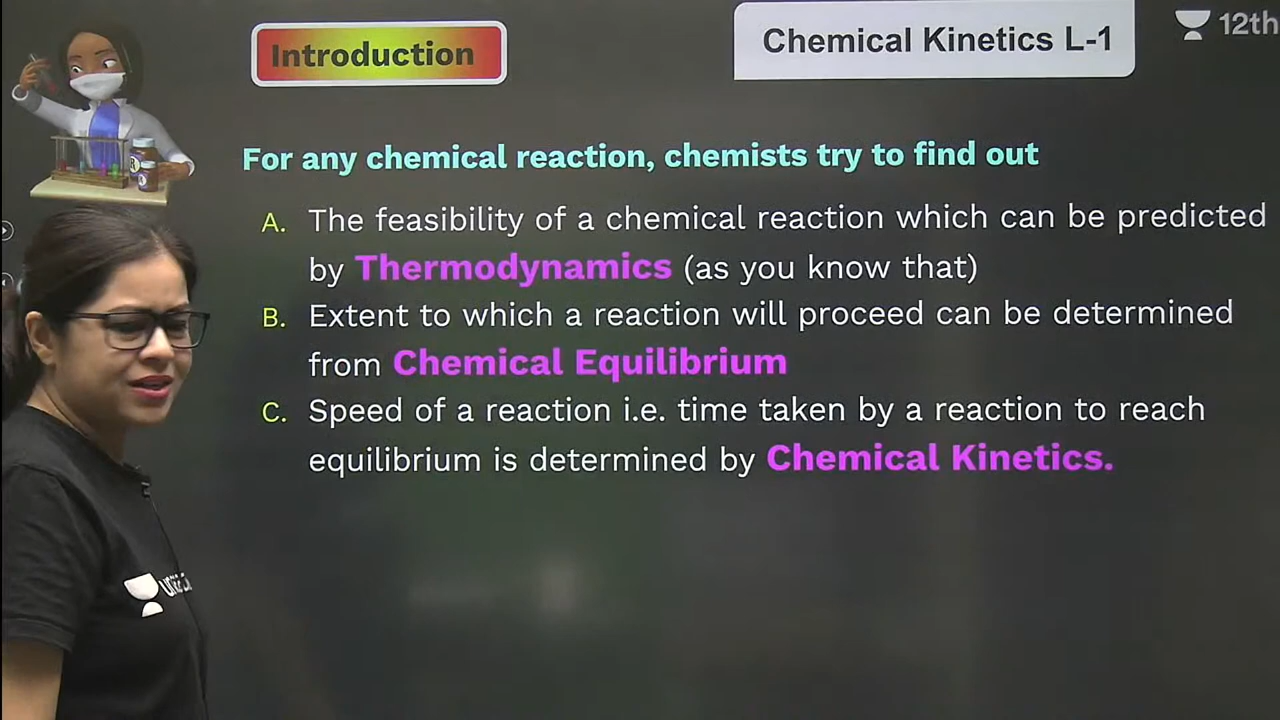 Introduction
Chemical Kinetics L-1
12th
For any chemical reaction, chemists try to find out
A. The feasibility of a chemical reaction which can be predicted
by Thermodynamics (as you know that)
B. Extent to which a reaction will proceed can be determined
from Chemical Equilibrium
C. Speed of a reaction i.e. time taken by a reaction to reach
equilibrium is determined by Chemical Kinetics.